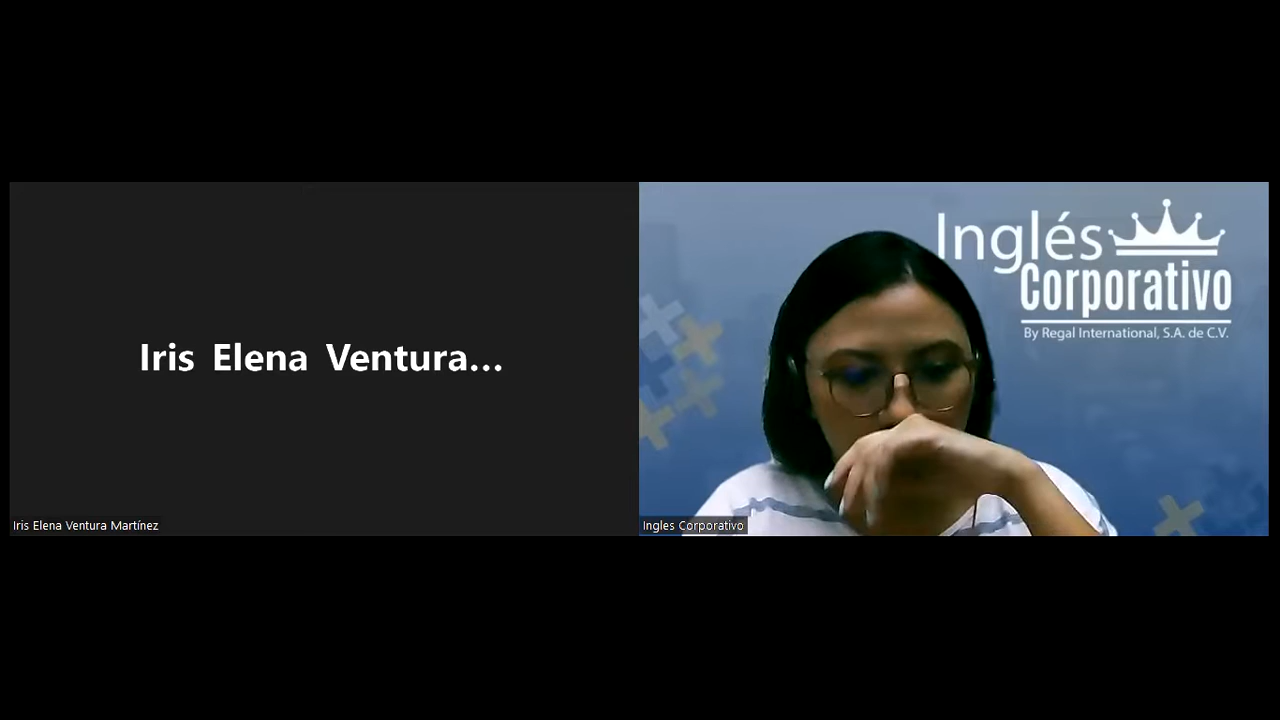 Iris Elena Ventura...
Iris Elena Ventura Martínez
Inglés
Corporativo
By Regal International, S.A. de C.V.
Ingles Corporativo